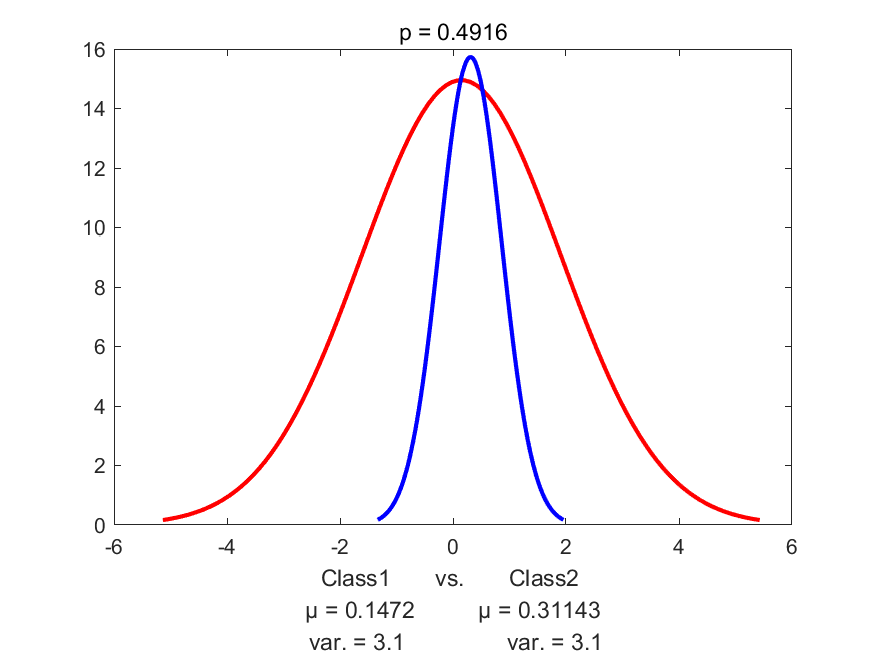 p = 0.4916
16
14
12
10
8
6
4
2
0
-6 -4 -2 0 2 4 6
Class1 vs. Class2
μ = 0.1472 μ = 0.31143
var. = 3.1 var. = 3.1